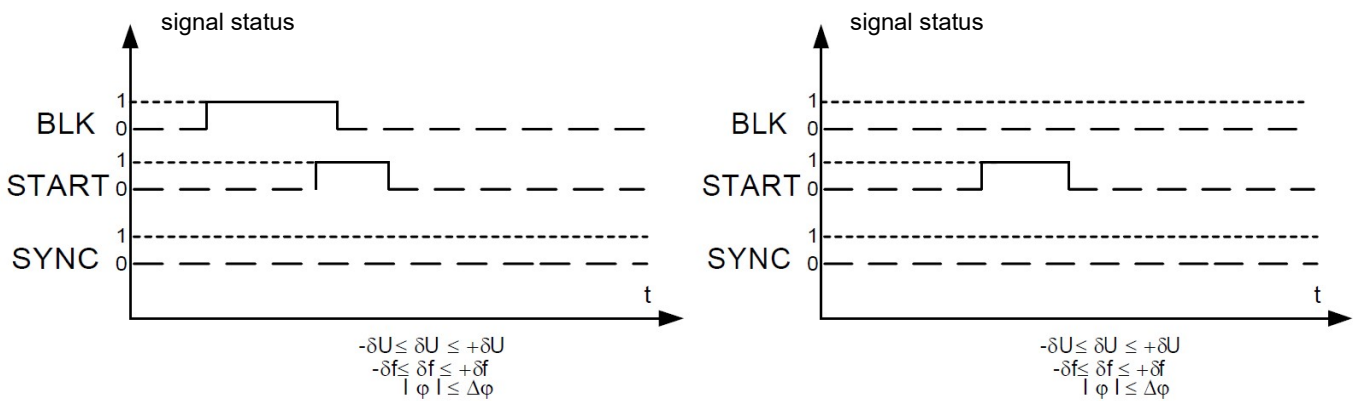 signal status
1
BLK
0
1
START
0
1
SYNC
0
t
-δU≤ δU ≤ +δU
-δf≤ δf ≤ +δf
| φ | ≤ Δφ
signal status
1
BLK
0
1
START
0
1
SYNC
0
t
-δU≤ δU ≤ +δU
-δf≤ δf ≤ +δf
| φ | ≤ Δφ